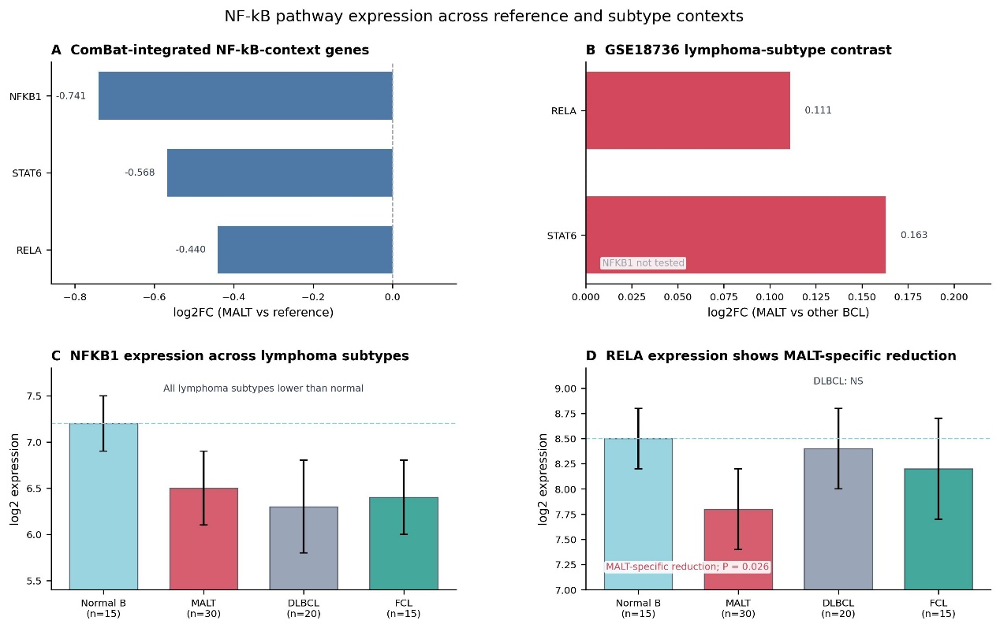 NF-kB pathway expression across reference and subtype contexts
A ComBat-integrated NF-kB-context genes
NFKB1
-0.741
STAT6
-0.568
RELA
-0.440
−0.8 −0.6 −0.4 −0.2 0.0
log2FC (MALT vs reference)
B GSE18736 lymphoma-subtype contrast
RELA
0.111
STAT6
0.163
NFKB1 not tested
0.000 0.025 0.050 0.075 0.100 0.125 0.150 0.175 0.200
log2FC (MALT vs other BCL)
C NFKB1 expression across lymphoma subtypes
All lymphoma subtypes lower than normal
log2 expression
7.5
7.0
6.5
6.0
5.5
Normal B MALT DLBCL FCL
(n=15) (n=30) (n=20) (n=15)
D RELA expression shows MALT-specific reduction
DLBCL: NS
log2 expression
9.00
8.75
8.50
8.25
8.00
7.75
7.50
7.25
7.00
MALT-specific reduction; P = 0.026
Normal B MALT DLBCL FCL
(n=15) (n=30) (n=20) (n=15)